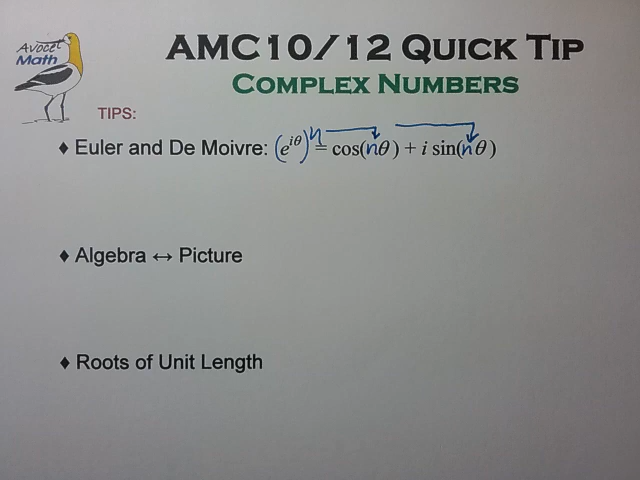 Avocet
Math
AMC10/12 QUICK TIP
COMPLEX NUMBERS
TIPS:
♦ Euler and De Moivre: (e^{iθ})^n = cos(nθ) + i sin(nθ)
♦ Algebra ↔ Picture
♦ Roots of Unit Length